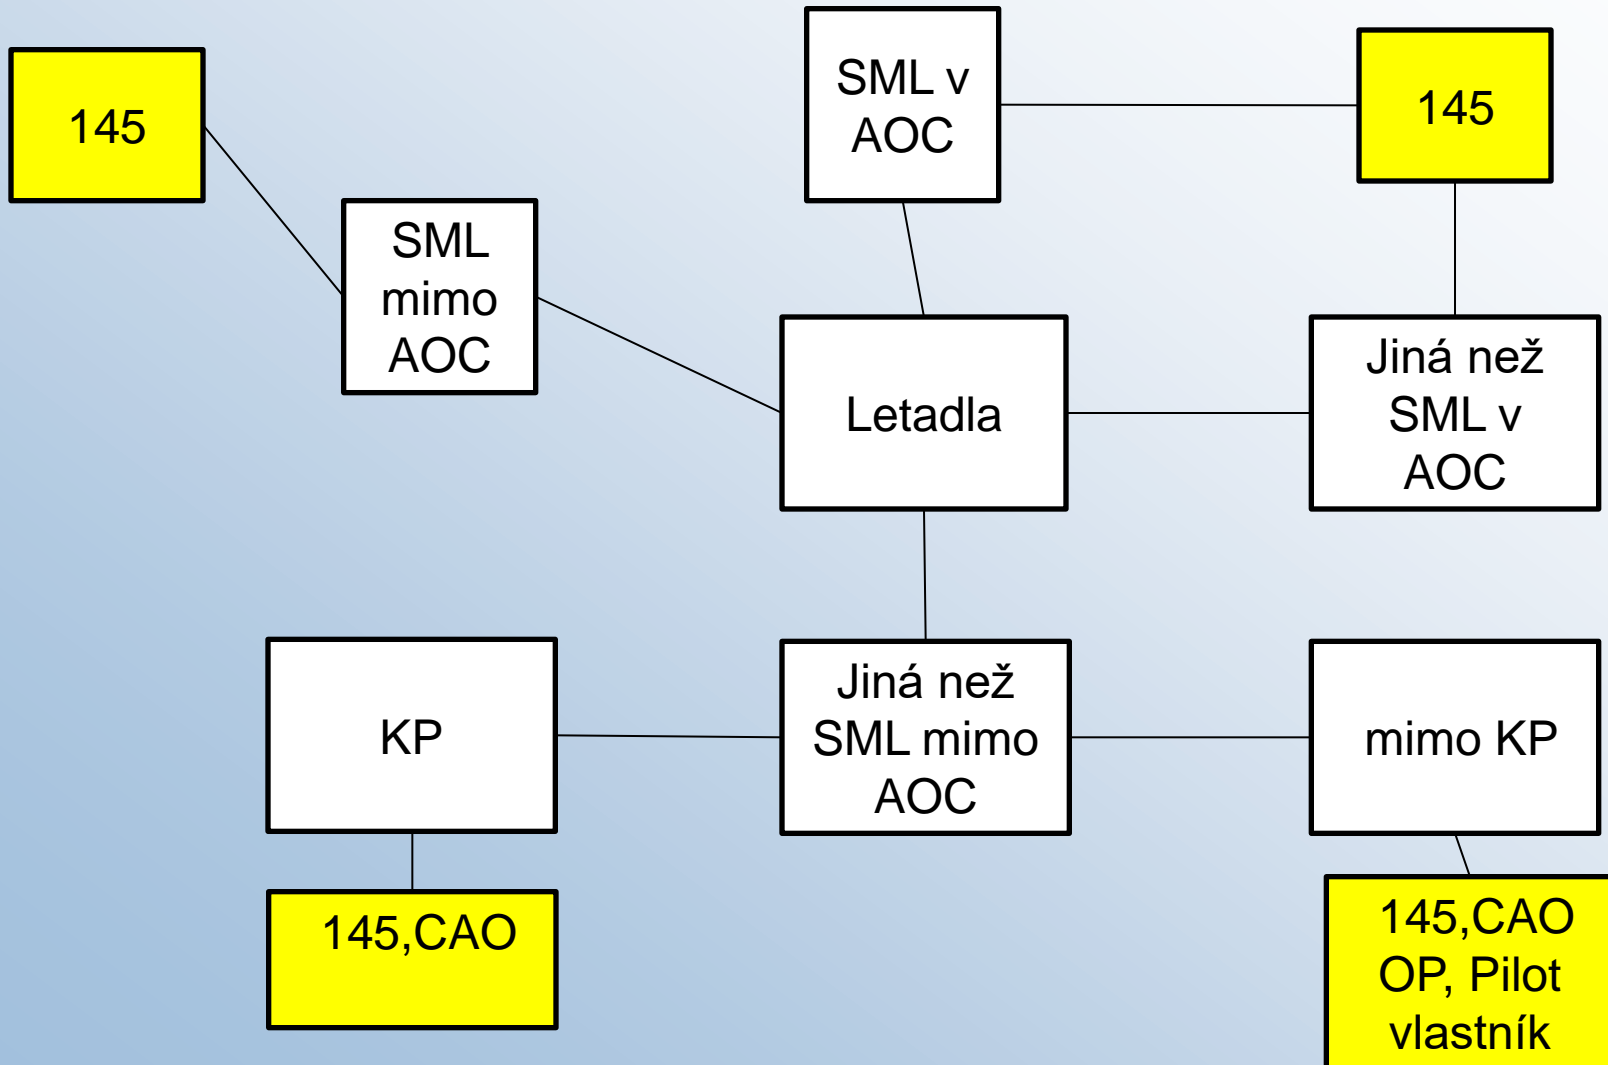 145
SML v
AOC
145
SML
mimo
AOC
Letadla
Jiná než
SML v
AOC
KP
Jiná než
SML mimo
AOC
mimo KP
145,CAO
145,CAO
OP, Pilot
vlastník